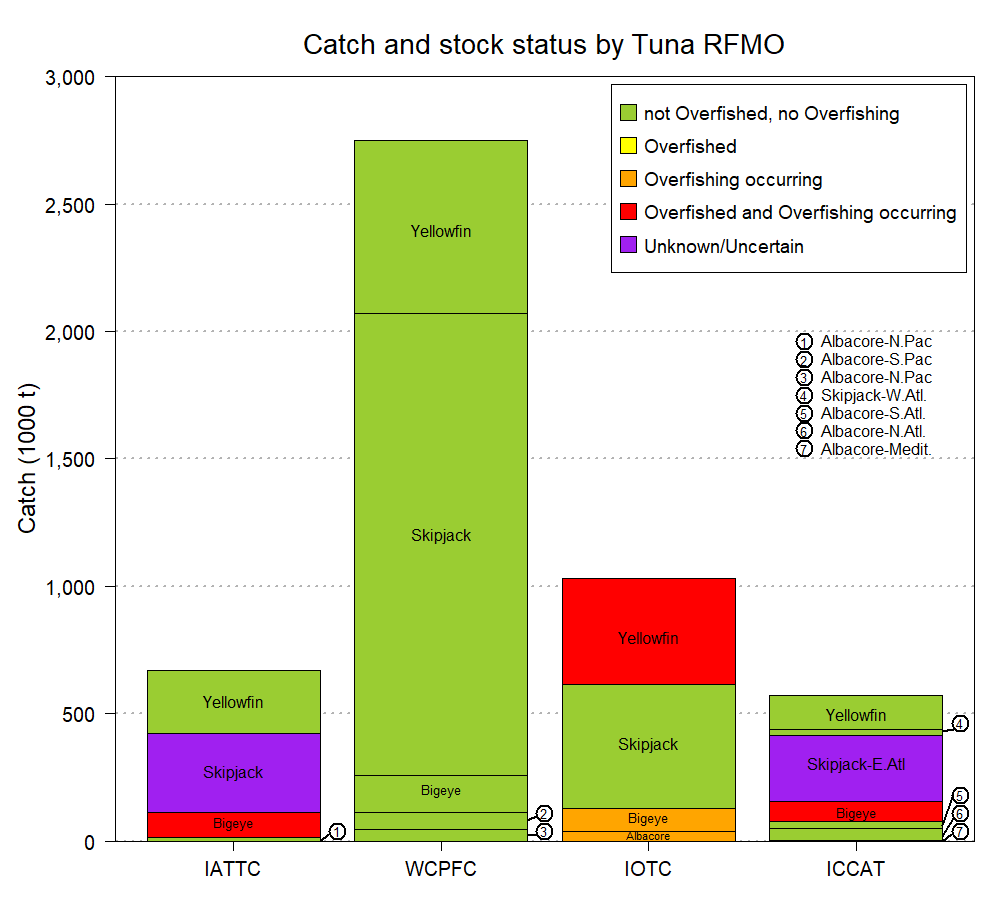 Catch and stock status by Tuna RFMO
3,000
2,500
2,000
1,500
1,000
500
0
Catch (1000 t)
not Overfished, no Overfishing
Overfished
Overfishing occurring
Overfished and Overfishing occurring
Unknown/Uncertain
1 Albacore-N.Pac
2 Albacore-S.Pac
3 Albacore-N.Pac
4 Skipjack-W.Atl.
5 Albacore-S.Atl.
6 Albacore-N.Atl.
7 Albacore-Medit.
Yellowfin
Skipjack
Bigeye
1
Yellowfin
Skipjack
Bigeye
2
3
Yellowfin
Skipjack
Bigeye
Albacore
Yellowfin
4
Skipjack-E.Atl
5
Bigeye
6
7
IATTC
WCPFC
IOTC
ICCAT